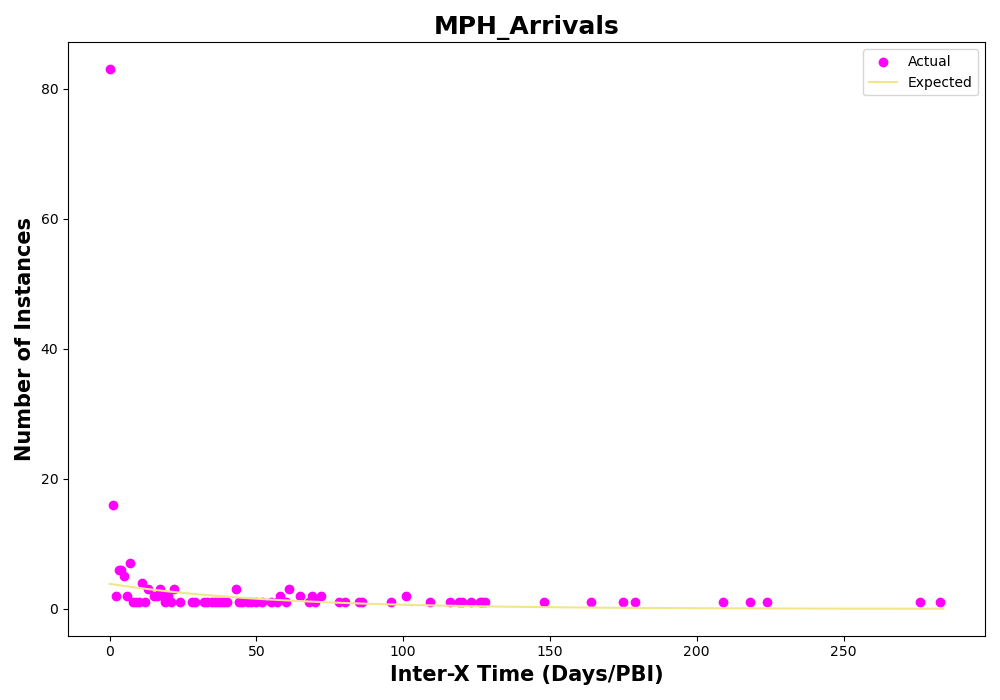 MPH_Arrivals
Actual
Expected
Number of Instances
80
60
40
20
0
0
50
100
150
200
250
Inter-X Time (Days/PBI)